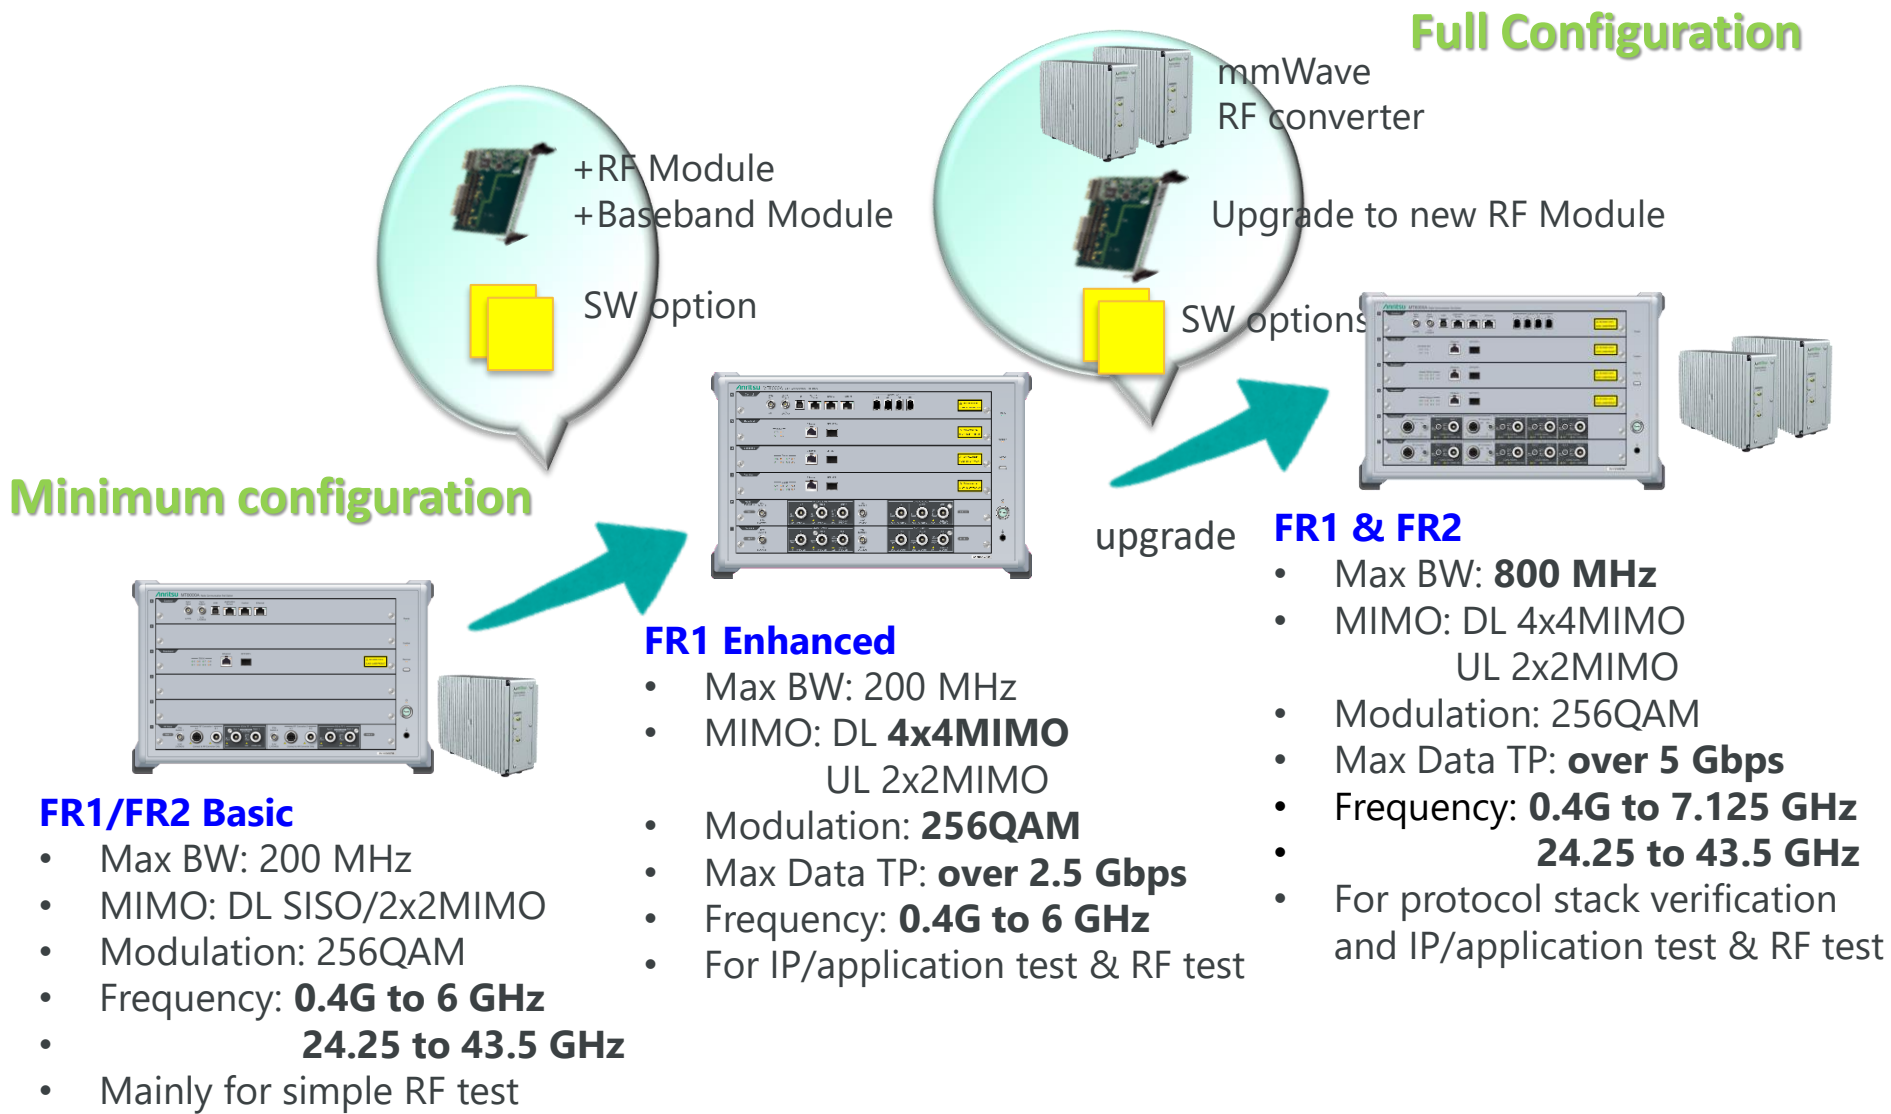 Full Configuration
mmWave
RF converter
+RF Module
+Baseband Module
Upgrade to new RF Module
SW option
SW options
Minimum configuration
upgrade
Anritsu
Anritsu
Anritsu MT8000A
FR1/FR2 Basic
• Max BW: 200 MHz
• MIMO: DL SISO/2x2MIMO
• Modulation: 256QAM
• Frequency: 0.4G to 6 GHz
• 24.25 to 43.5 GHz
• Mainly for simple RF test
FR1 Enhanced
• Max BW: 200 MHz
• MIMO: DL 4x4MIMO
UL 2x2MIMO
• Modulation: 256QAM
• Max Data TP: over 2.5 Gbps
• Frequency: 0.4G to 6 GHz
• For IP/application test & RF test
FR1 & FR2
• Max BW: 800 MHz
• MIMO: DL 4x4MIMO
UL 2x2MIMO
• Modulation: 256QAM
• Max Data TP: over 5 Gbps
• Frequency: 0.4G to 7.125 GHz
• 24.25 to 43.5 GHz
• For protocol stack verification
and IP/application test & RF test